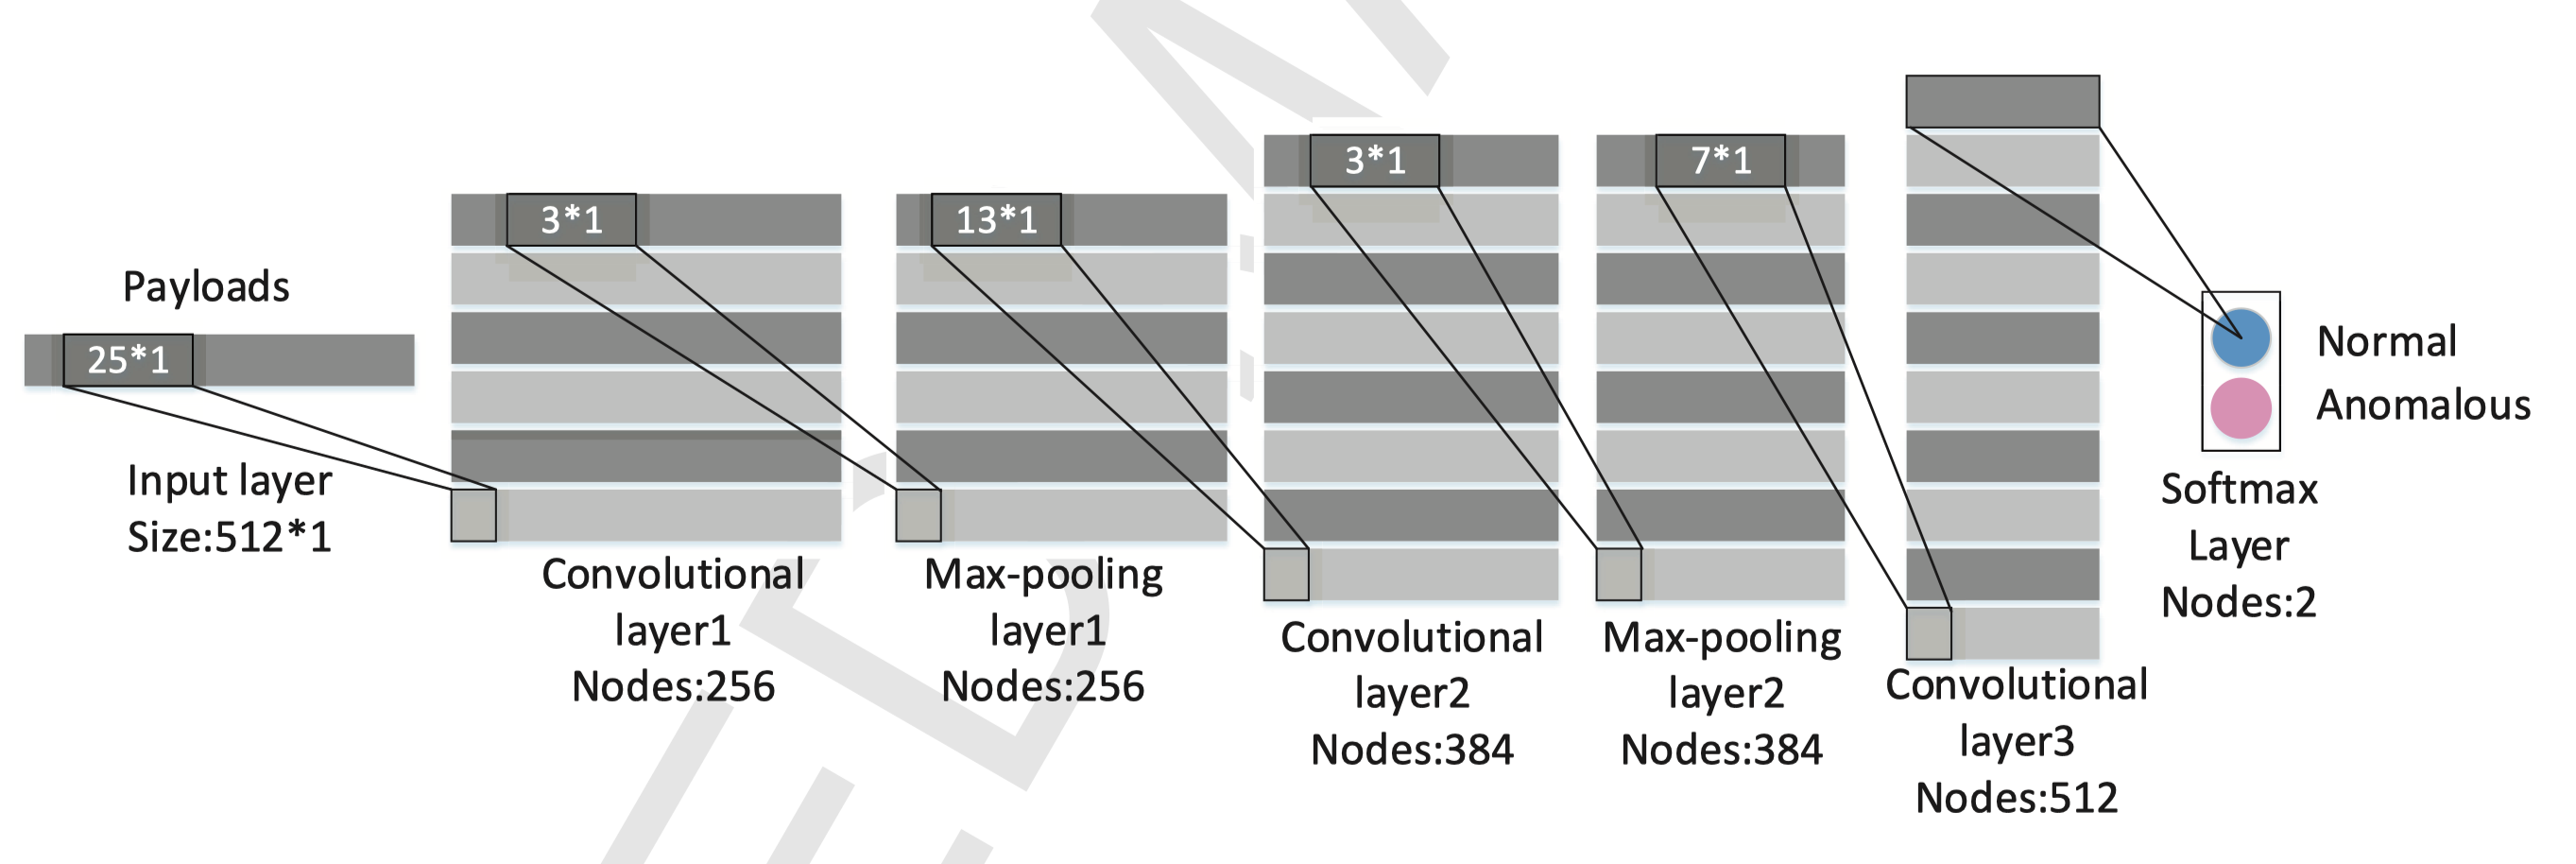 Payloads
25*1
Input layer
Size:512*1
3*1
Convolutional
layer1
Nodes:256
13*1
Max-pooling
layer1
Nodes:256
3*1
Convolutional
layer2
Nodes:384
7*1
Max-pooling
layer2
Nodes:384
Convolutional
layer3
Nodes:512
Normal
Anomalous
Softmax
Layer
Nodes:2